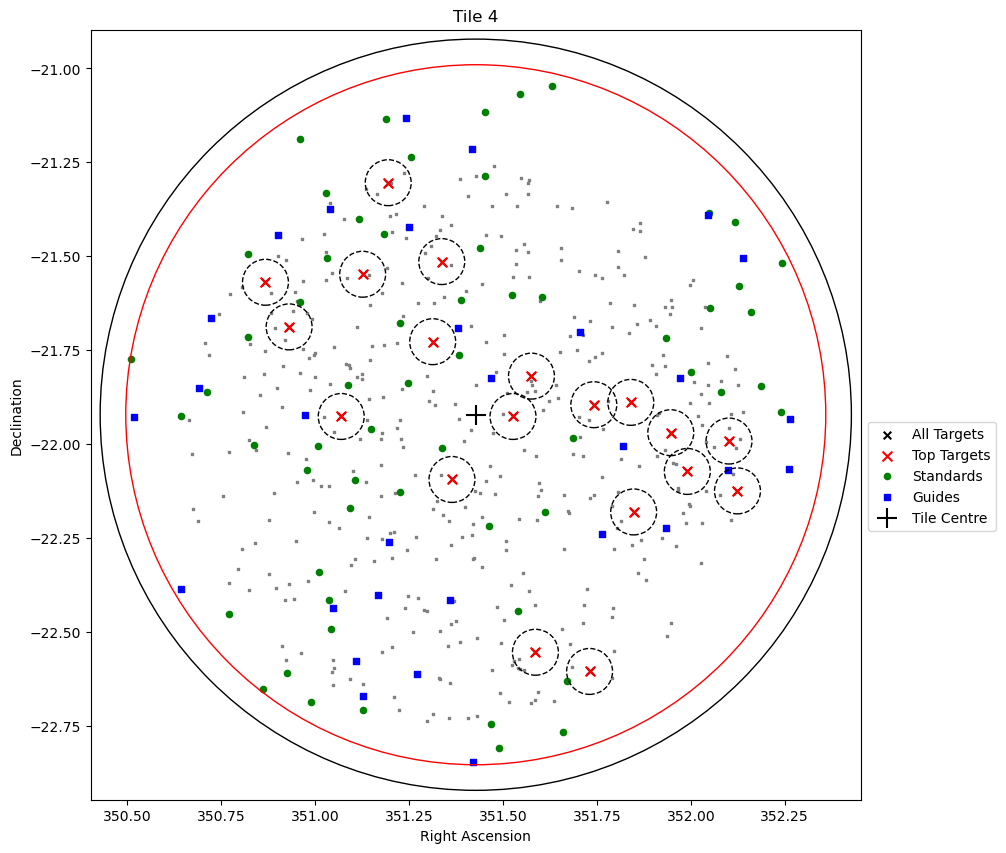 Tile 4
−21.00
−21.25
−21.50
−21.75
−22.00
−22.25
−22.50
−22.75
Declination
350.50
350.75
351.00
351.25
351.50
351.75
352.00
352.25
Right Ascension
All Targets
Top Targets
Standards
Guides
Tile Centre